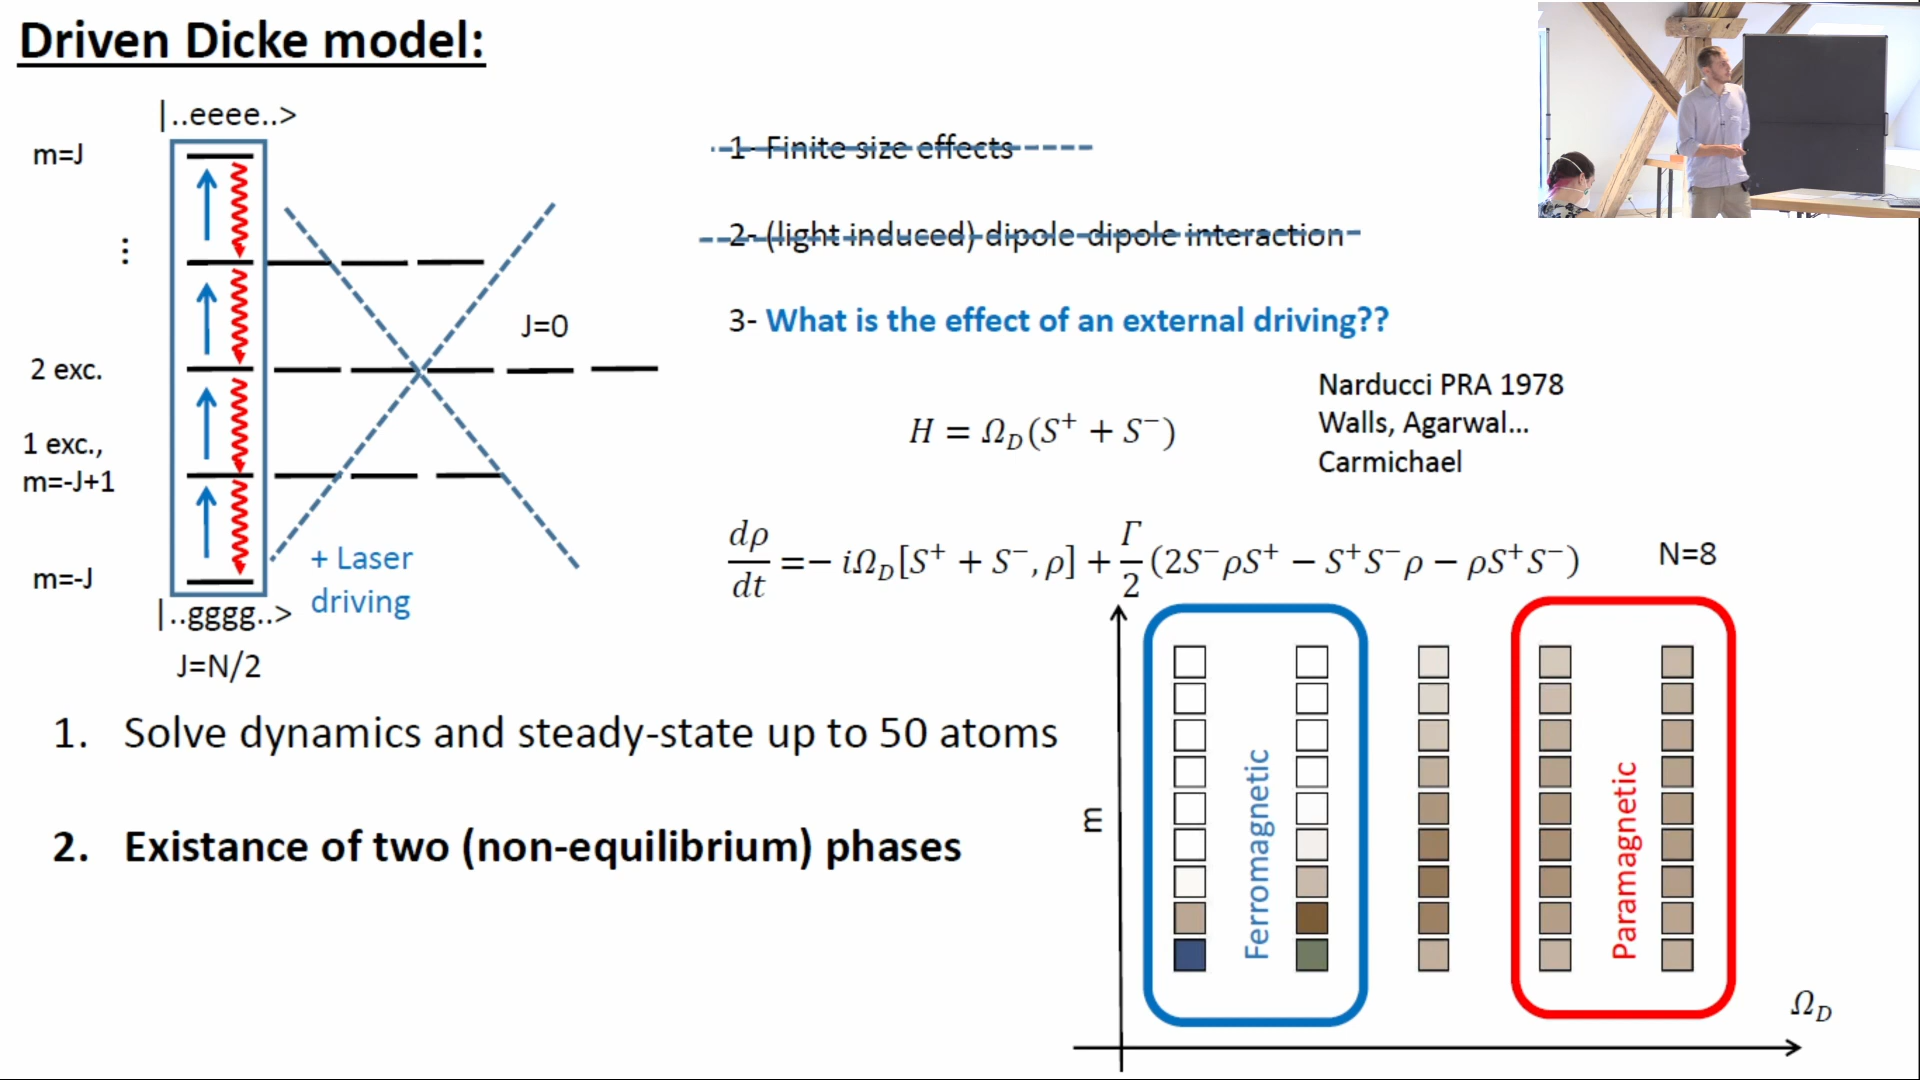 Driven Dicke model:
|..eeee..>
m=J
⋮
2 exc.
1 exc.,
m=-J+1
m=-J
|..gggg..>
J=N/2
J=0
+ Laser
driving
1- Finite size effects
2- (light induced) dipole-dipole interaction
3- What is the effect of an external driving??
Narducci PRA 1978
Walls, Agarwal...
Carmichael
H = Ω_D(S⁺ + S⁻)
dρ/dt =− iΩ_D[S⁺ + S⁻, ρ] + Γ/2 (2S⁻ρS⁺ − S⁺S⁻ρ − ρS⁺S⁻)
N=8
1. Solve dynamics and steady-state up to 50 atoms
2. Existance of two (non-equilibrium) phases
m
Ferromagnetic
Paramagnetic
Ω_D